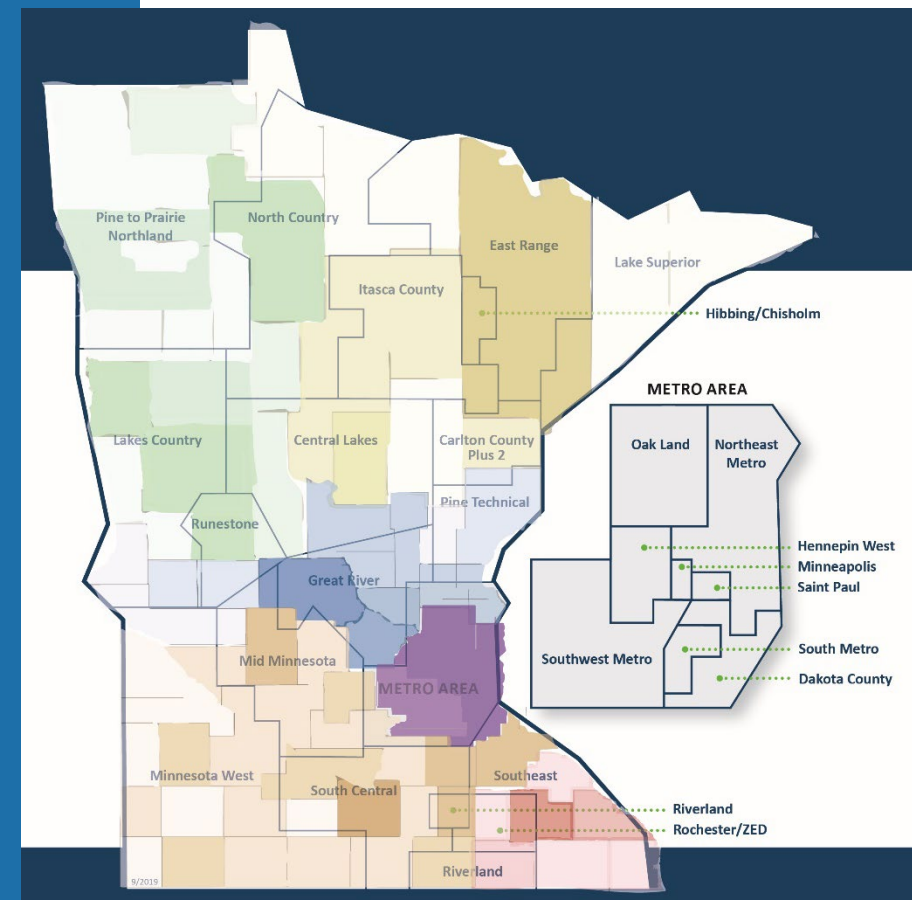 Pine to Prairie
Northland
North Country
East Range
Lake Superior
Itasca County
Hibbing/Chisholm
METRO AREA
Oak Land
Northeast
Metro
Lakes Country
Central Lakes
Carlton County
Plus 2
Pine Technical
Runestone
Hennepin West
Minneapolis
Great River
Saint Paul
Southwest Metro
South Metro
Mid Minnesota
METRO AREA
Dakota County
Minnesota West
Southeast
South Central
Riverland
Rochester/ZED
Riverland
9/2019